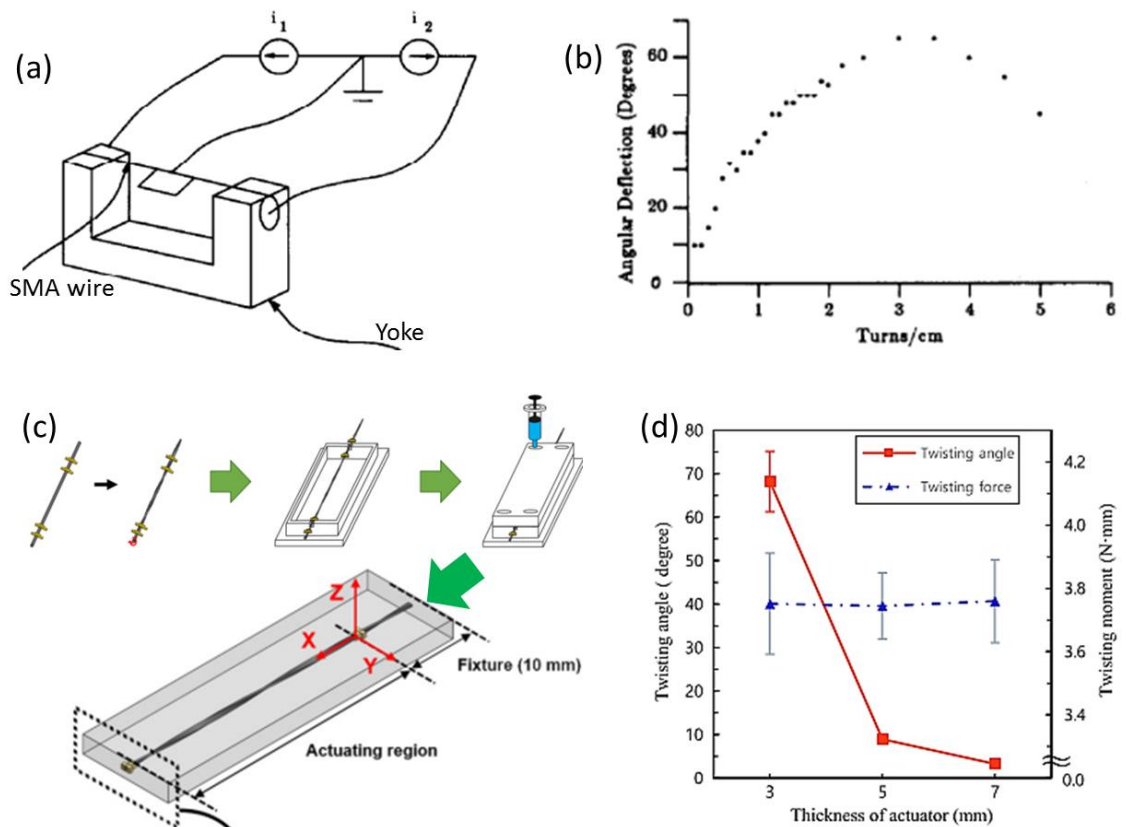 (a)
i1
i2
SMA wire
Yoke
(b)
Angular Deflection (Degrees)
60
40
20
0
0
1
2
3
4
5
6
Turns/cm
(c)
Z
X
Y
Fixture (10 mm)
Actuating region
(d)
Twisting angle ( degree)
80
70
60
50
40
30
20
10
0
Twisting angle
Twisting force
4.2
4.0
3.8
3.6
3.4
0.0
Twisting moment (N·mm)
3
5
7
Thickness of actuator (mm)